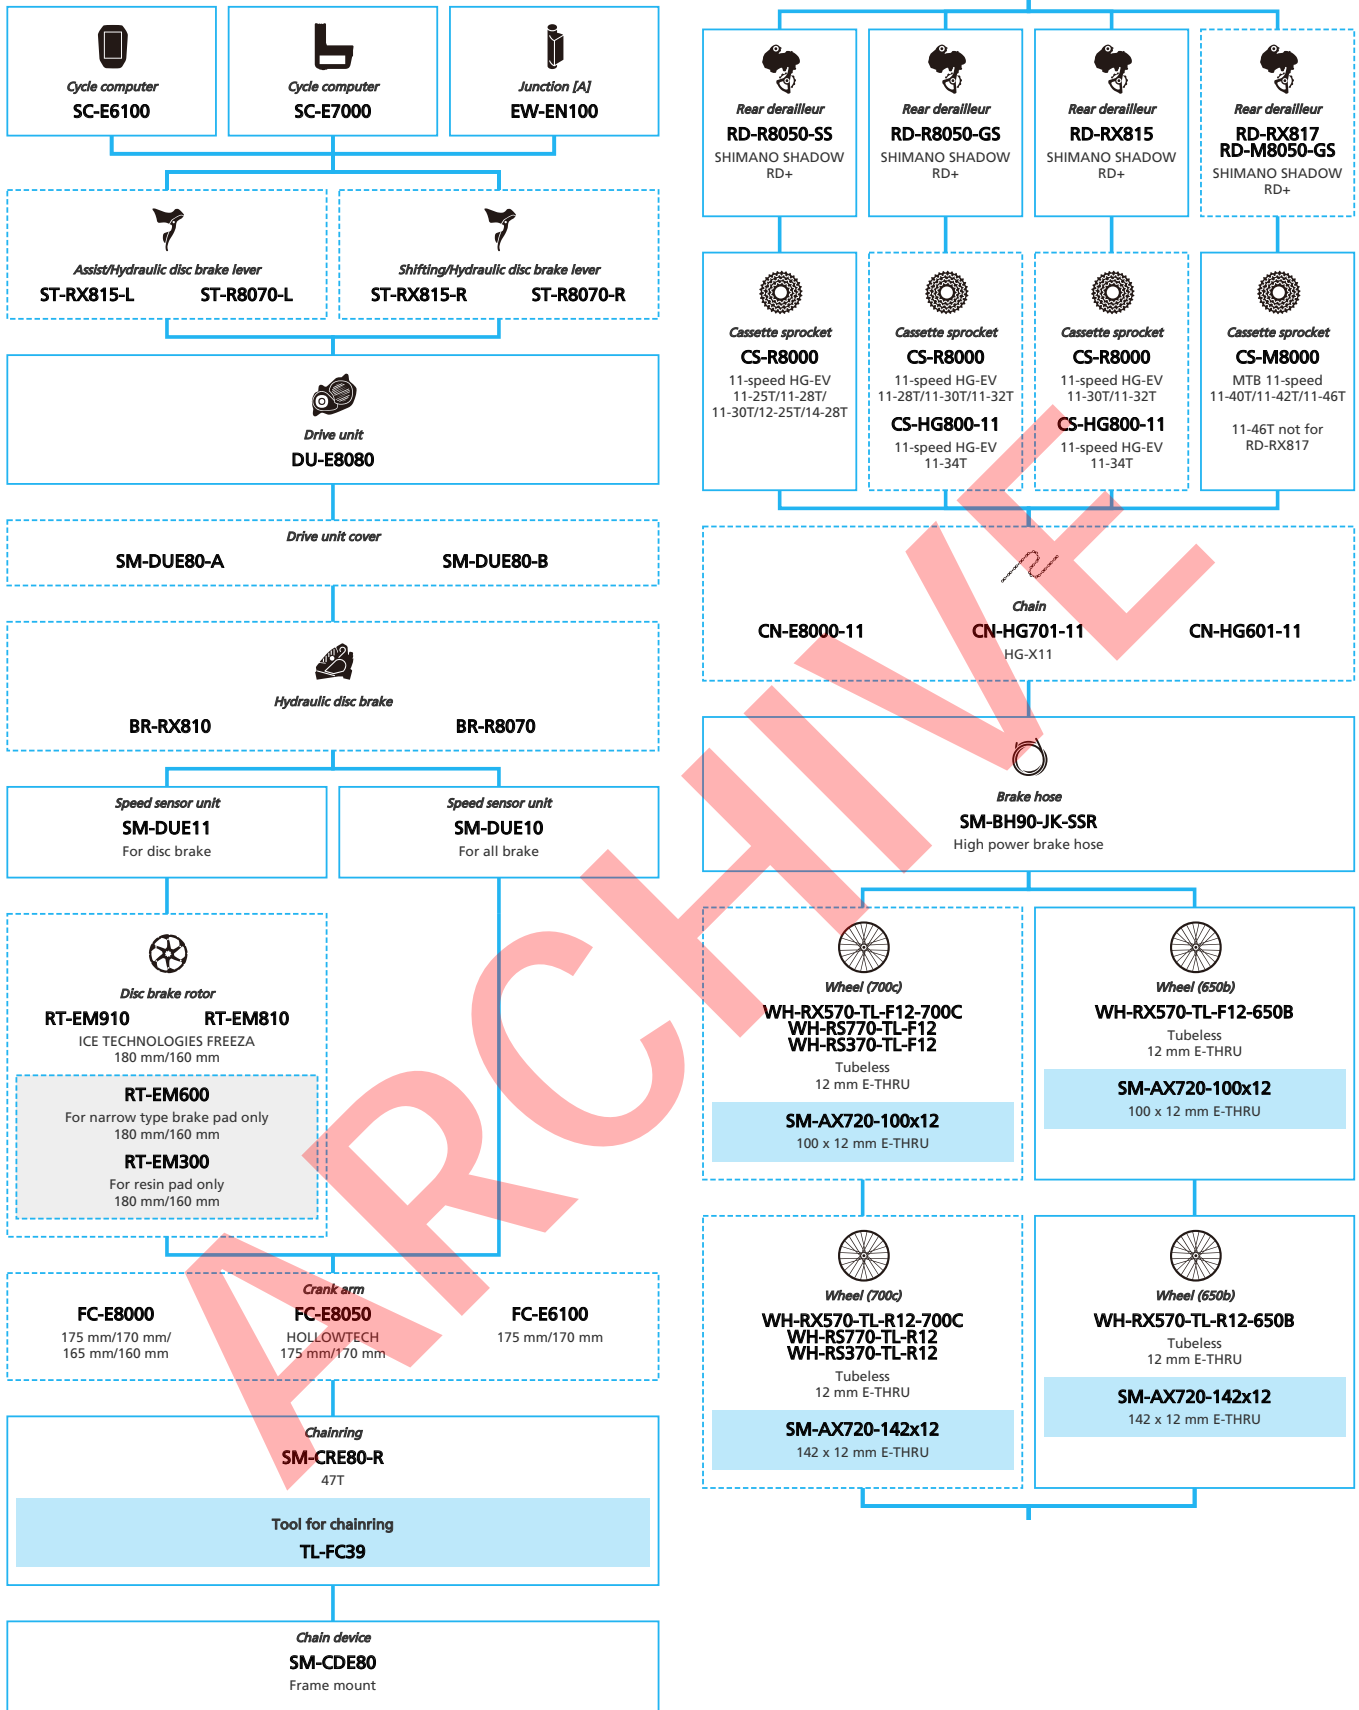 Cycle computer
SC-E6100
Cycle computer
SC-E7000
Junction [A]
EW-EN100
Assist/Hydraulic disc brake lever
ST-RX815-L ST-R8070-L
Shifting/Hydraulic disc brake lever
ST-RX815-R ST-R8070-R
Drive unit
DU-E8080
Drive unit cover
SM-DUE80-A SM-DUE80-B
Hydraulic disc brake
BR-RX810 BR-R8070
Speed sensor unit
SM-DUE11
For disc brake
Speed sensor unit
SM-DUE10
For all brake
Disc brake rotor
RT-EM910 RT-EM810
ICE TECHNOLOGIES FREEZA
180 mm/160 mm
RT-EM600
For narrow type brake pad only
180 mm/160 mm
RT-EM300
For resin pad only
180 mm/160 mm
Crank arm
FC-E8000
175 mm/170 mm/
165 mm/160 mm
FC-E8050
HOLLOWTECH
175 mm/170 mm
FC-E6100
175 mm/170 mm
Chainring
SM-CRE80-R
47T
Tool for chainring
TL-FC39
Chain device
SM-CDE80
Frame mount
Rear derailleur
RD-R8050-SS
SHIMANO SHADOW
RD+
Rear derailleur
RD-R8050-GS
SHIMANO SHADOW
RD+
Rear derailleur
RD-RX815
SHIMANO SHADOW
RD+
Rear derailleur
RD-RX817
RD-M8050-GS
SHIMANO SHADOW
RD+
Cassette sprocket
CS-R8000
11-speed HG-EV
11-25T/11-28T/
11-30T/12-25T/14-28T
Cassette sprocket
CS-R8000
11-speed HG-EV
11-28T/11-30T/11-32T
CS-HG800-11
11-speed HG-EV
11-34T
Cassette sprocket
CS-R8000
11-speed HG-EV
11-30T/11-32T
CS-HG800-11
11-speed HG-EV
11-34T
Cassette sprocket
CS-M8000
MTB 11-speed
11-40T/11-42T/11-46T
11-46T not for
RD-RX817
Chain
CN-E8000-11
CN-HG701-11
HG-X11
CN-HG601-11
Brake hose
SM-BH90-JK-SSR
High power brake hose
Wheel (700c)
WH-RX570-TL-F12-700C
WH-RS770-TL-F12
WH-RS370-TL-F12
Tubeless
12 mm E-THRU
SM-AX720-100x12
100 x 12 mm E-THRU
Wheel (650b)
WH-RX570-TL-F12-650B
Tubeless
12 mm E-THRU
SM-AX720-100x12
100 x 12 mm E-THRU
Wheel (700c)
WH-RX570-TL-R12-700C
WH-RS770-TL-R12
WH-RS370-TL-R12
Tubeless
12 mm E-THRU
SM-AX720-142x12
142 x 12 mm E-THRU
Wheel (650b)
WH-RX570-TL-R12-650B
Tubeless
12 mm E-THRU
SM-AX720-142x12
142 x 12 mm E-THRU
ARCHIVE